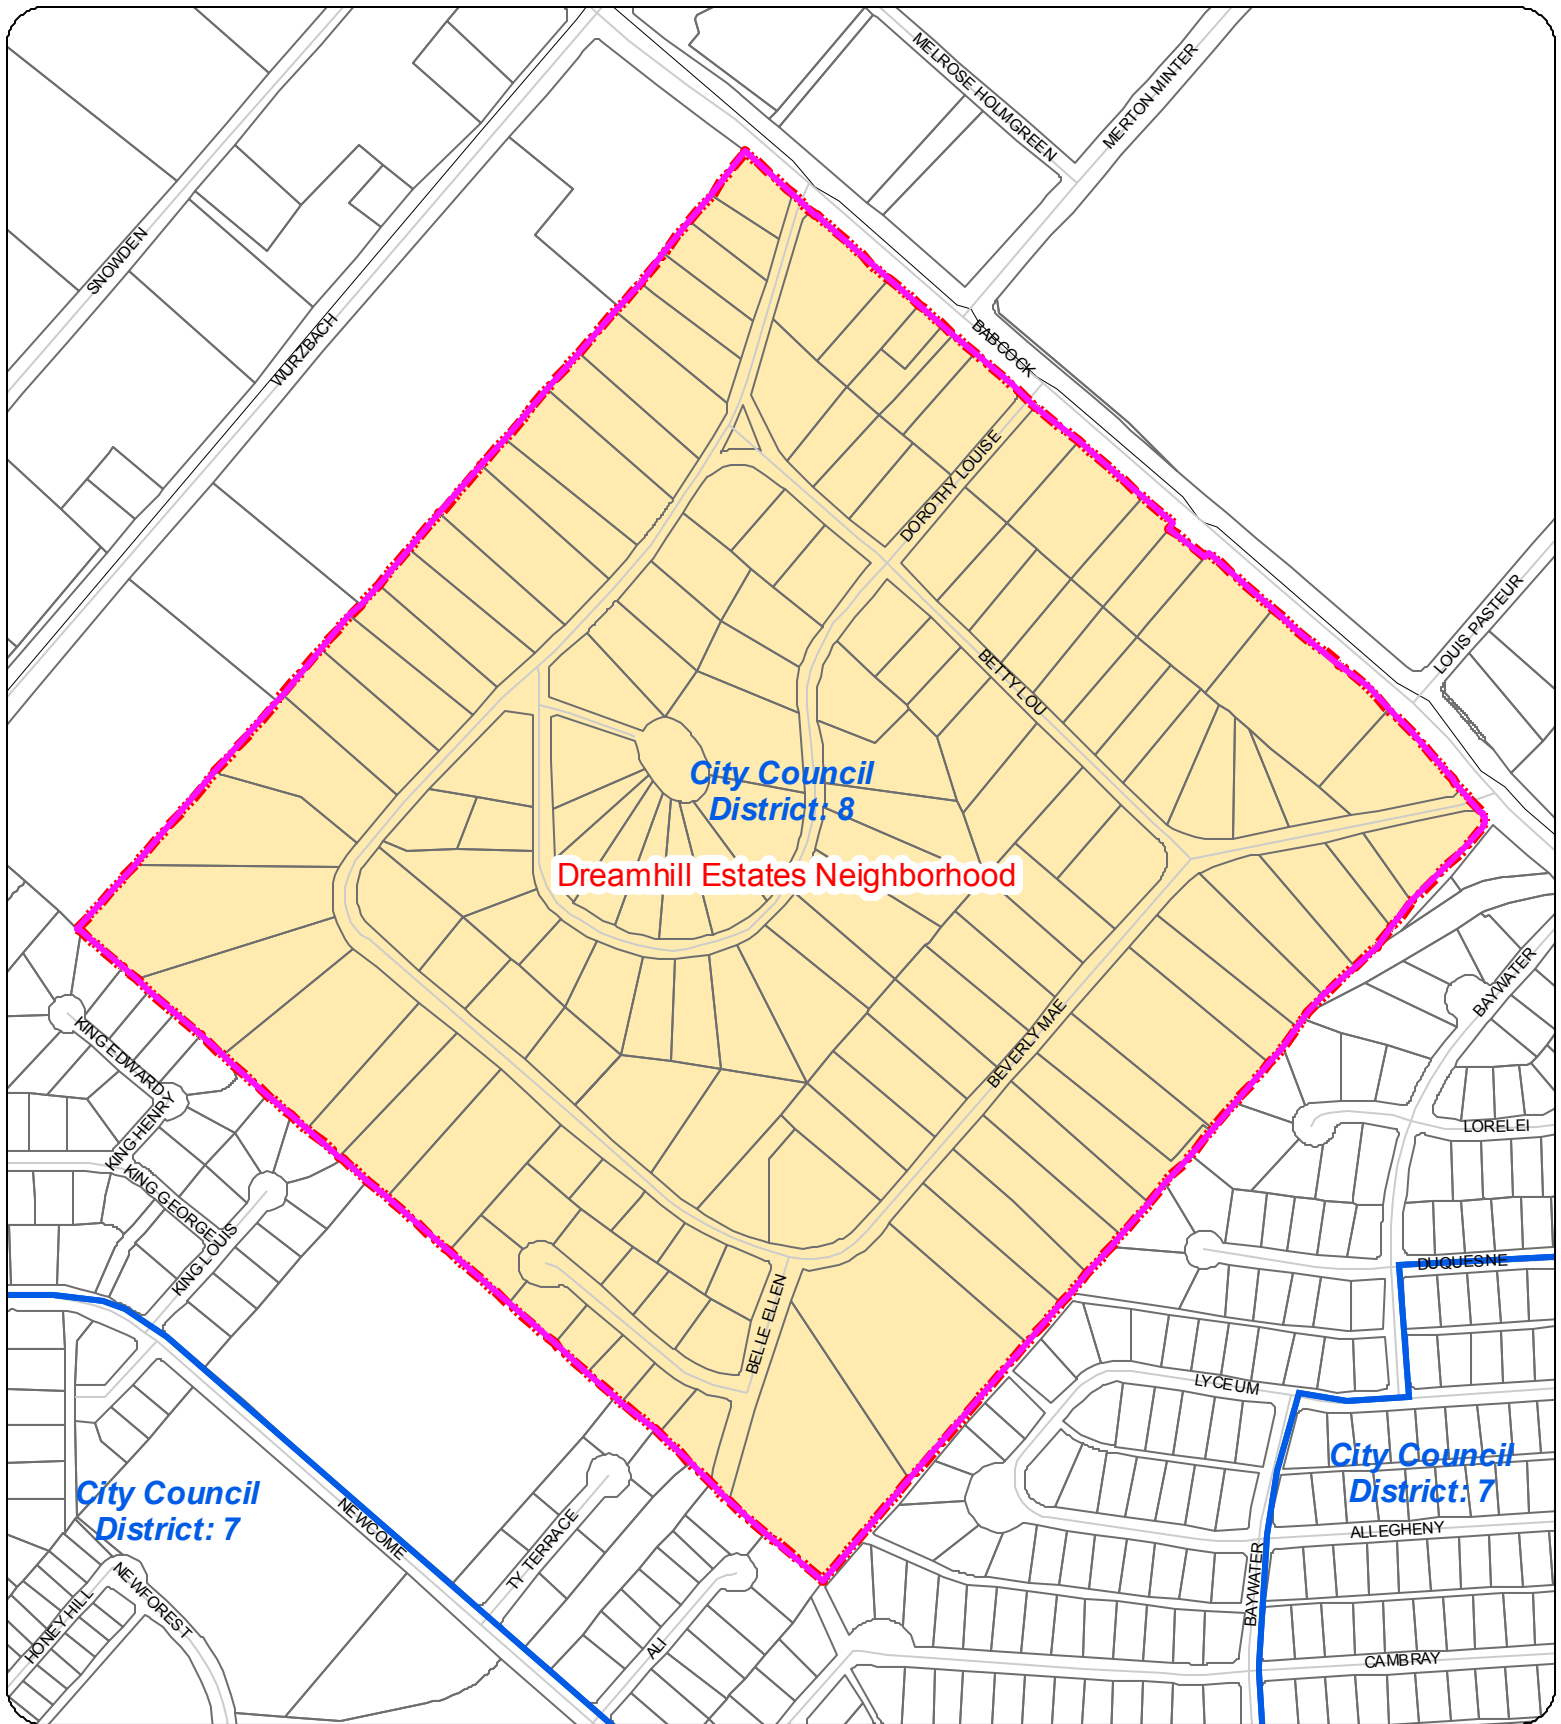 MELROSE HOLMGREEN
MERTON MINTER
SNOWDEN
WURZBACH
BABCOCK
DOROTHY LOUISE
LOUIS PASTEUR
BETTY LOU
City Council
District: 8
Dreamhill Estates Neighborhood
BAYWATER
BEVERLY MAE
KING EDWARD
KING HENRY
LORELEI
KING GEORGE
KING LOUIS
DUQUESNE
BELLE ELLEN
LYCEUM
City Council
District: 7
City Council
District: 7
NEWCOME
TY TERRACE
ALLEGHENY
BAYWATER
NEWFOREST
HONEY HILL
ALI
CAMBRAY